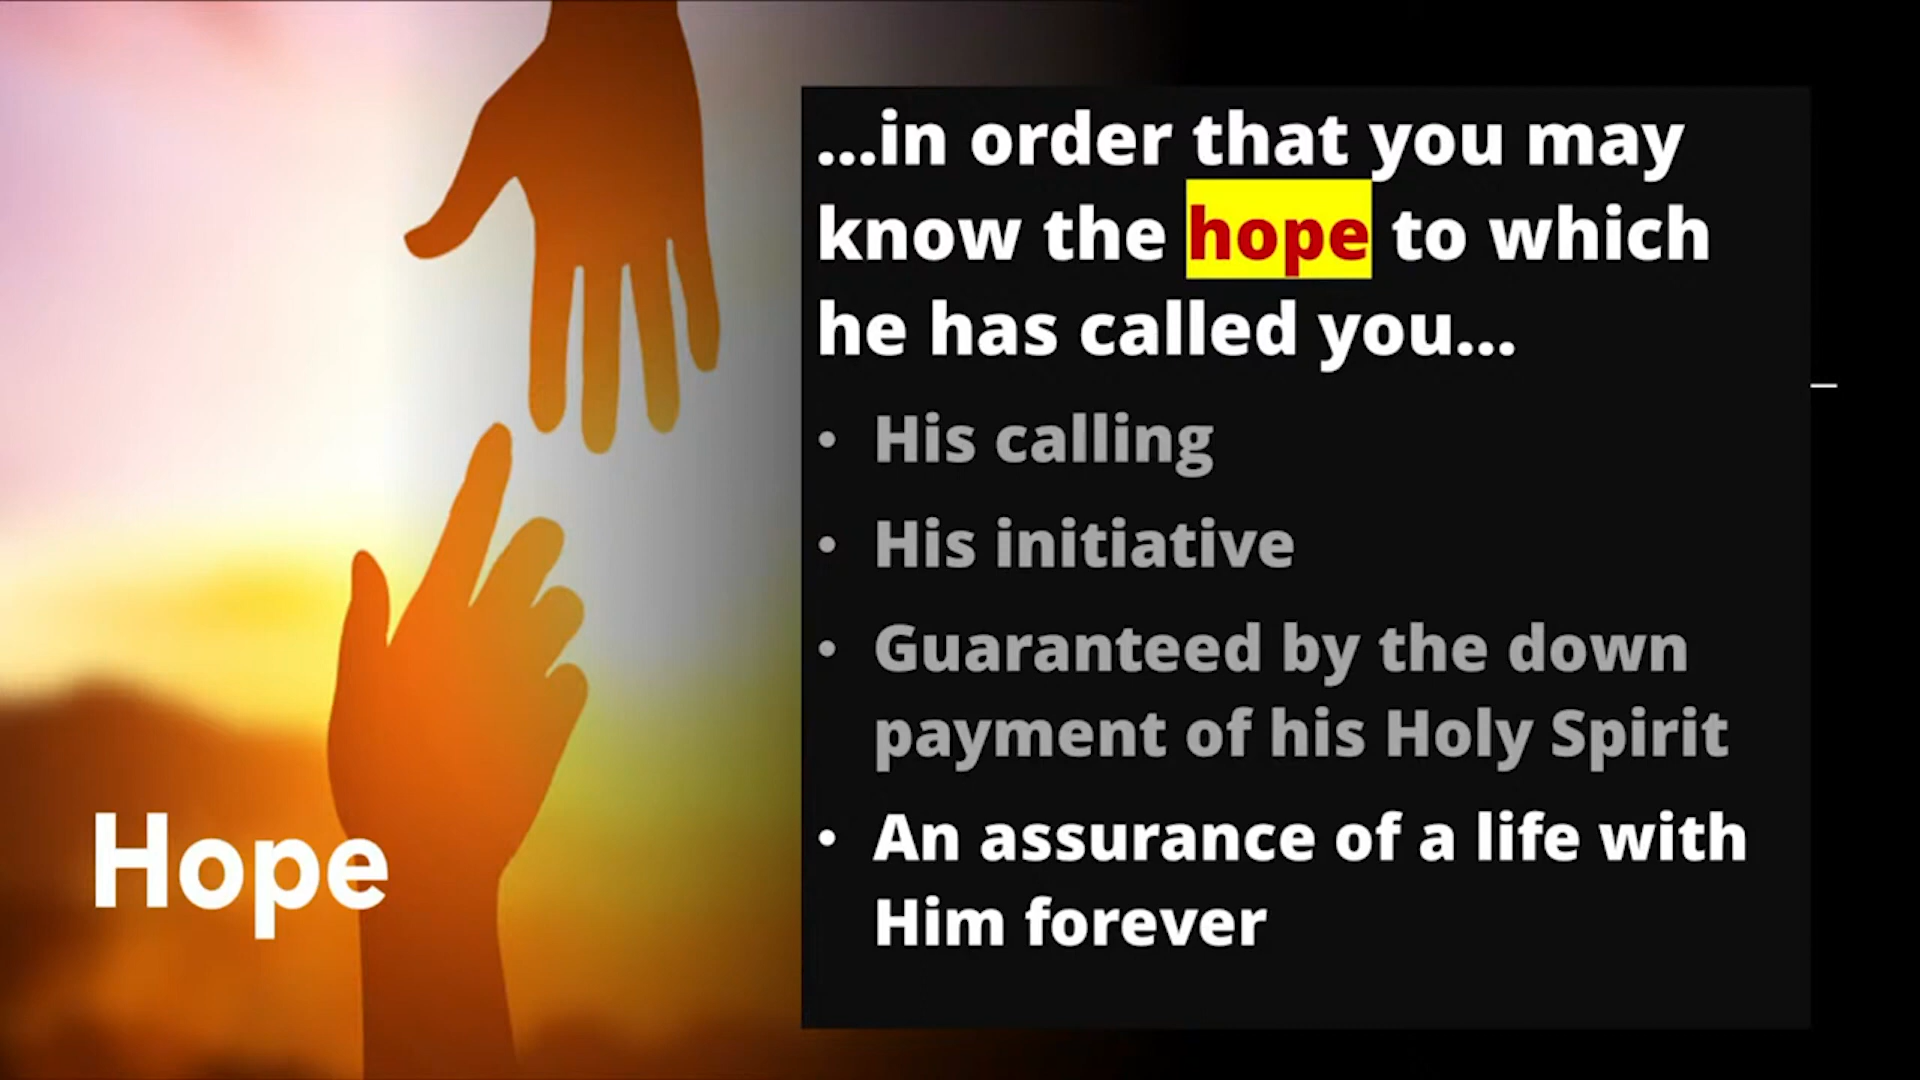 ...in order that you may
know the hope to which
he has called you...
• His calling
• His initiative
• Guaranteed by the down
payment of his Holy Spirit
• An assurance of a life with
Him forever
Hope